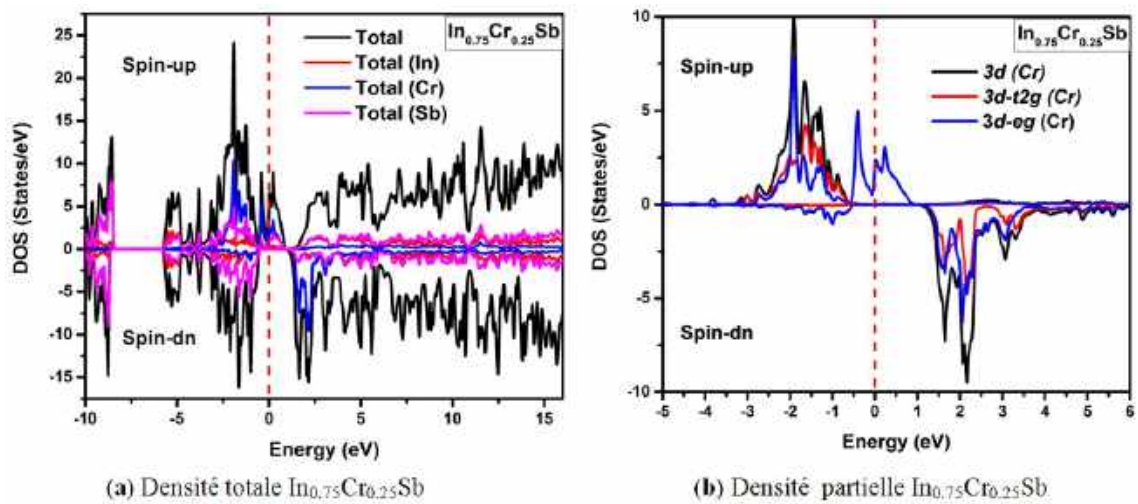 In0.75Cr0.25Sb
Total
Total (In)
Total (Cr)
Total (Sb)
Spin-up
Spin-dn
DOS (States/eV)
25
20
15
10
5
0
-5
-10
-15
-10
-5
0
5
10
15
Energy (eV)
(a) Densité totale In0.75Cr0.25Sb
In0.75Cr0.25Sb
3d (Cr)
3d-t2g (Cr)
3d-eg (Cr)
Spin-up
Spin-dn
DOS (States/eV)
10
5
0
-5
-10
-5
-4
-3
-2
-1
0
1
2
3
4
5
6
Energy (eV)
(b) Densité partielle In0.75Cr0.25Sb